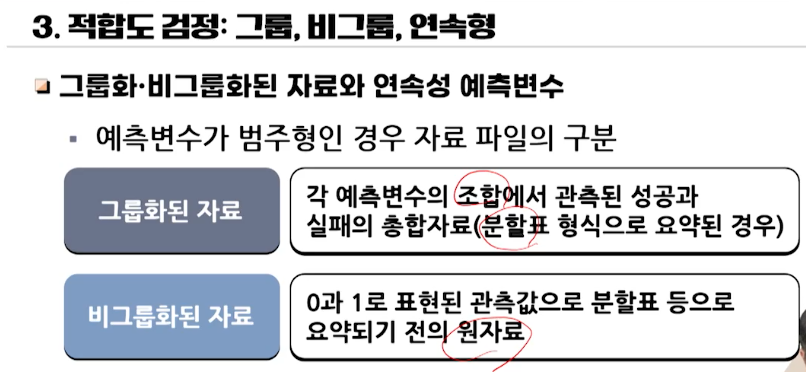 3. 적합도 검정: 그룹, 비그룹, 연속형
그룹화·비그룹화된 자료와 연속성 예측변수
예측변수가 범주형인 경우 자료 파일의 구분
그룹화된 자료
각 예측변수의 조합에서 관측된 성공과
실패의 총합자료(분할표 형식으로 요약된 경우)
비그룹화된 자료
0과 1로 표현된 관측값으로 분할표 등으로
요약되기 전의 원자료